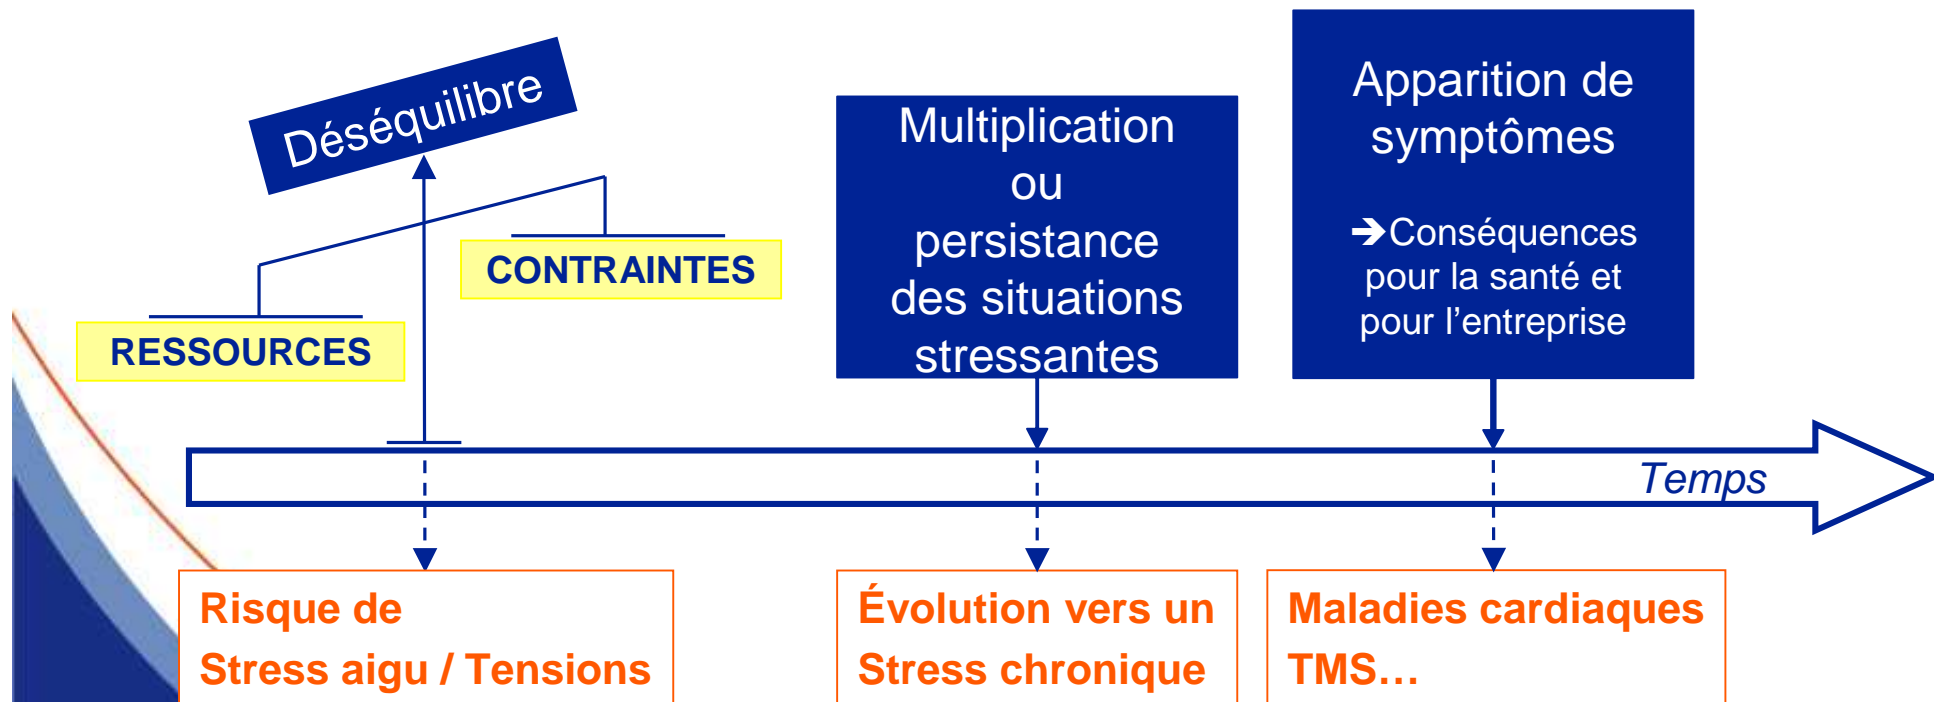 Déséquilibre
RESSOURCES
CONTRAINTES
Multiplication
ou
persistance
des situations
stressantes
Apparition de
symptômes
➔Conséquences
pour la santé et
pour l’entreprise
Temps
Risque de
Stress aigu / Tensions
Évolution vers un
Stress chronique
Maladies cardiaques
TMS…